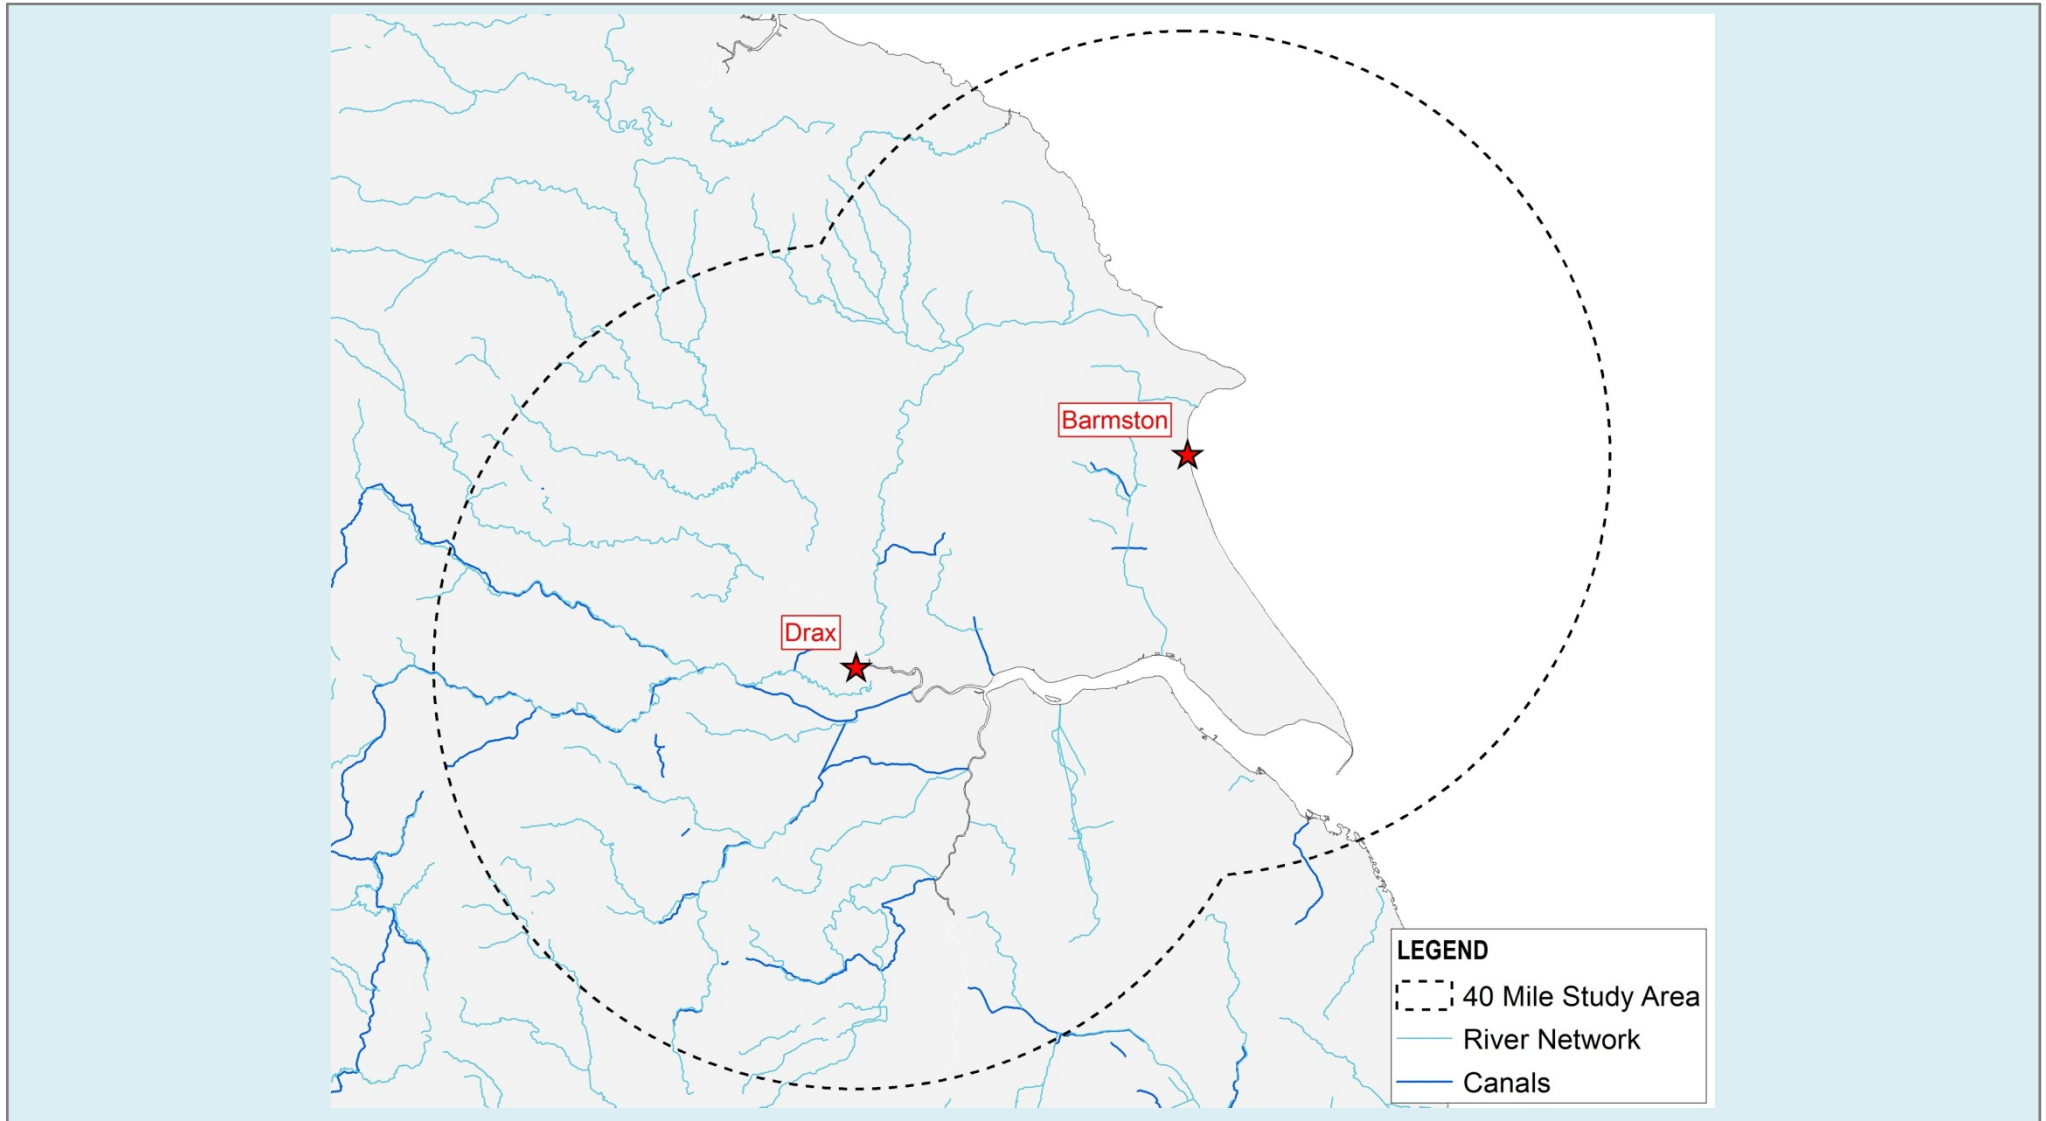 Barmston
Drax
LEGEND
40 Mile Study Area
River Network
Canals